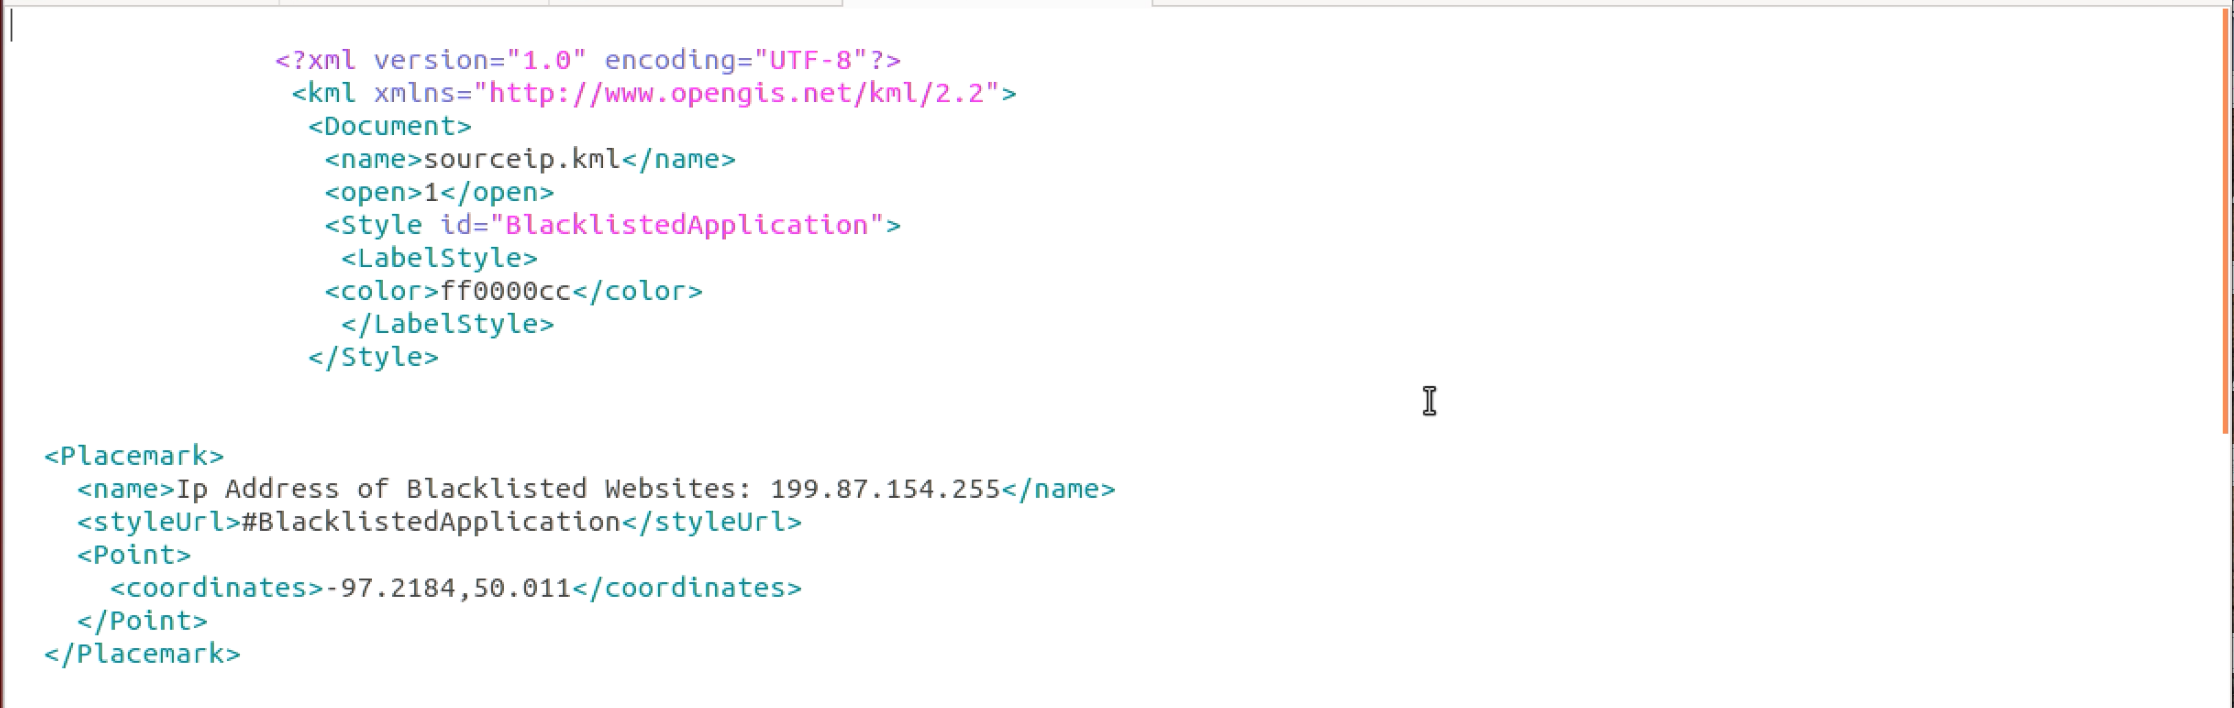 <?xml version="1.0" encoding="UTF-8"?>
<kml xmlns="http://www.opengis.net/kml/2.2">
<Document>
<name>sourceip.kml</name>
<open>1</open>
<Style id="BlacklistedApplication">
<LabelStyle>
<color>ff0000cc</color>
</LabelStyle>
</Style>
<Placemark>
<name>Ip Address of Blacklisted Websites: 199.87.154.255</name>
<styleUrl>#BlacklistedApplication</styleUrl>
<Point>
<coordinates>-97.2184,50.011</coordinates>
</Point>
</Placemark>